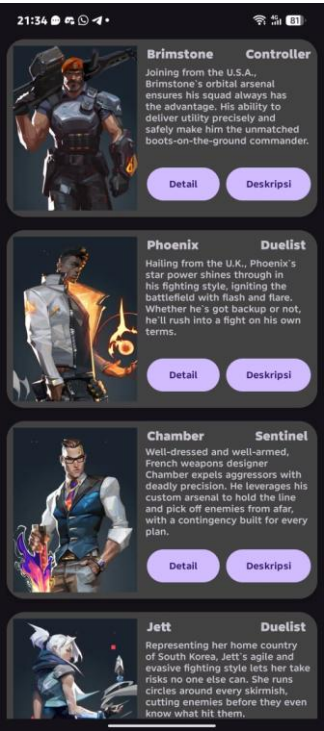 21:34 4G 81
Brimstone Controller
Joining from the U.S.A.,
Brimstone`s orbital arsenal
ensures his squad always has
the advantage. His ability to
deliver utility precisely and
safely make him the unmatched
boots-on-the-ground commander.
Detail Deskripsi
Phoenix Duelist
Hailing from the U.K., Phoenix`s
star power shines through in
his fighting style, igniting the
battlefield with flash and flare.
Whether he`s got backup or not,
he`ll rush into a fight on his own
terms.
Detail Deskripsi
Chamber Sentinel
Well-dressed and well-armed,
French weapons designer
Chamber expels aggressors with
deadly precision. He leverages his
custom arsenal to hold the line
and pick off enemies from afar,
with a contingency built for every
plan.
Detail Deskripsi
Jett Duelist
Representing her home country
of South Korea, Jett`s agile and
evasive fighting style lets her take
risks no one else can. She runs
circles around every skirmish,
cutting enemies before they even
know what hit them.